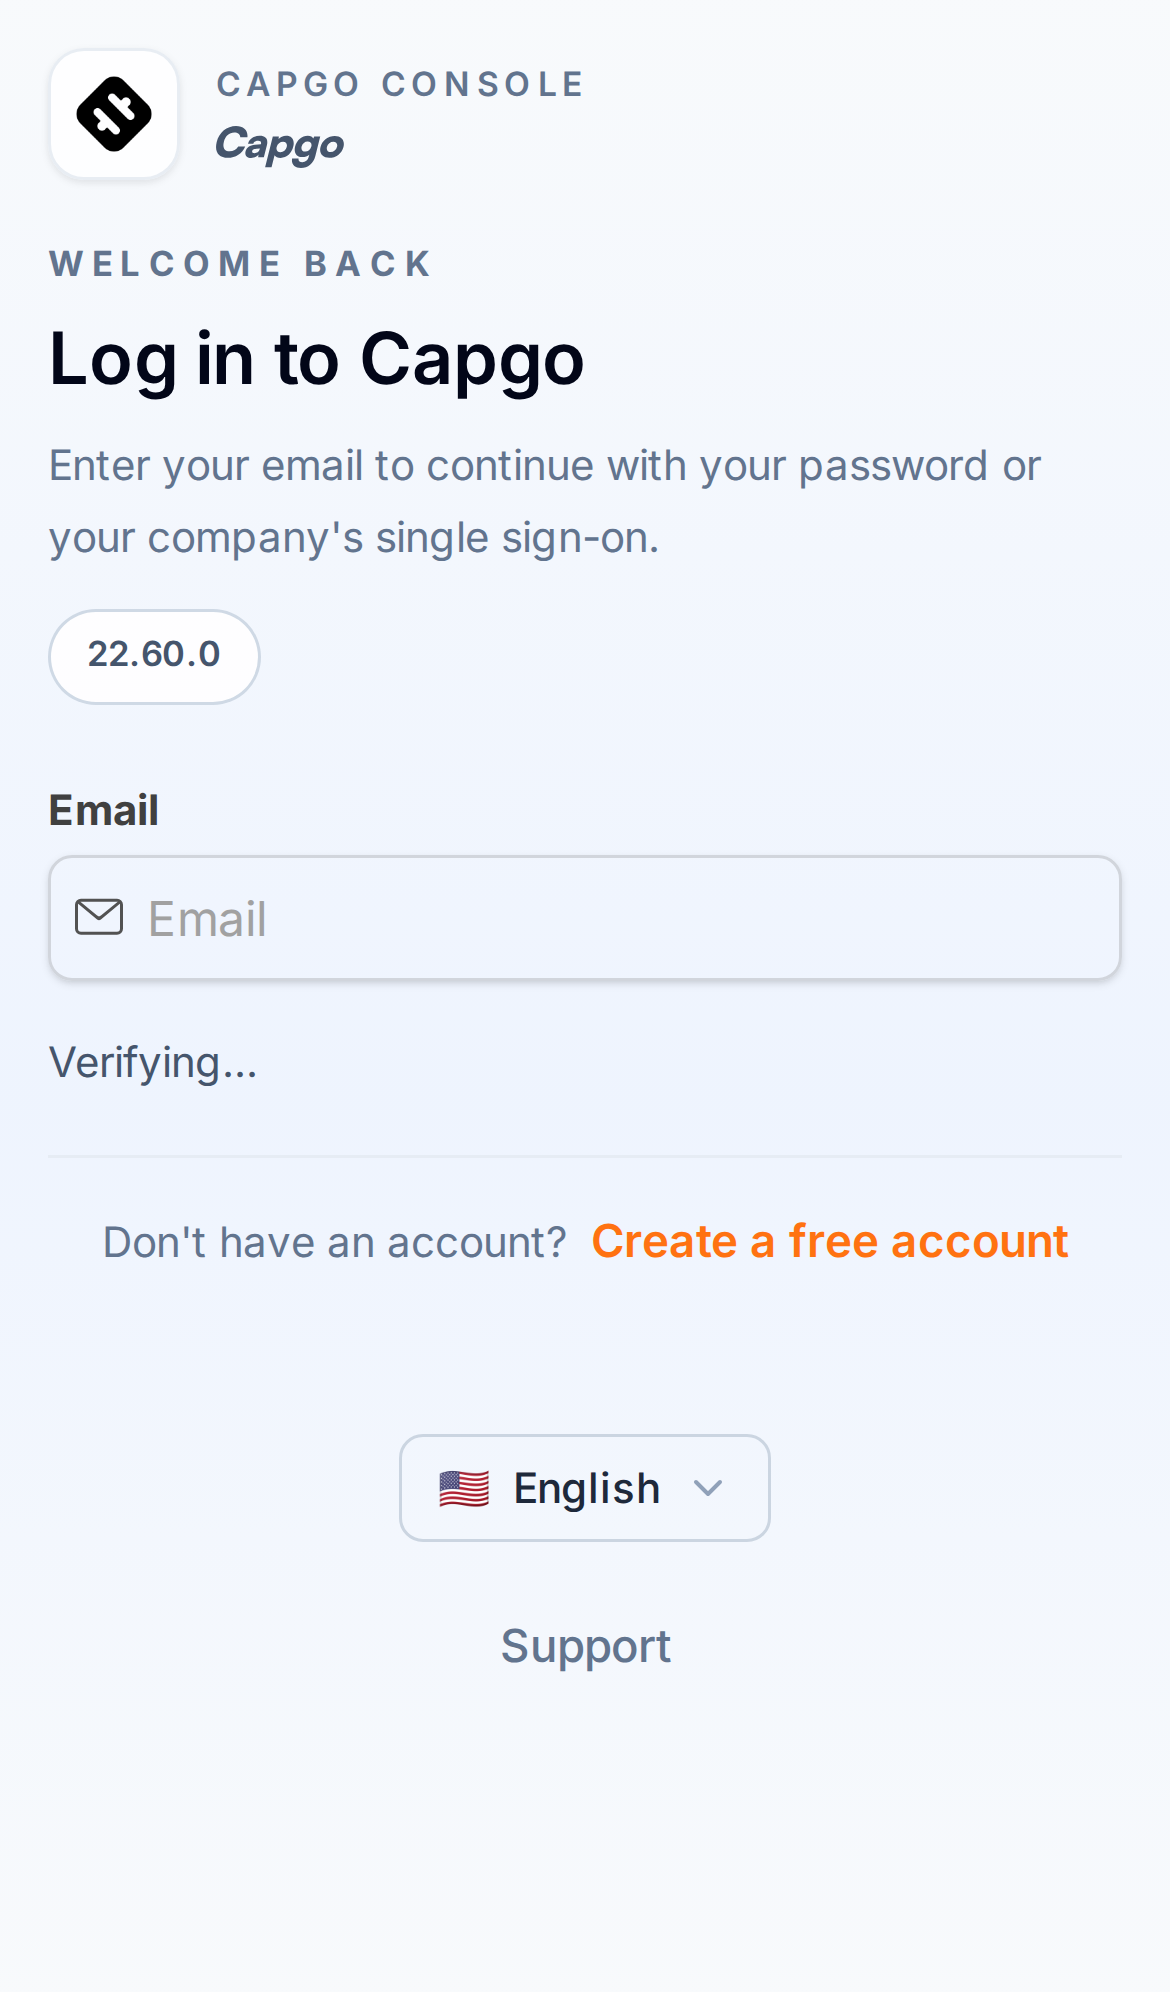 CAPGO CONSOLE
Capgo
WELCOME BACK
Log in to Capgo
Enter your email to continue with your password or
your company's single sign-on.
22.60.0
Email
Email
Verifying...
Don't have an account? Create a free account
English
Support